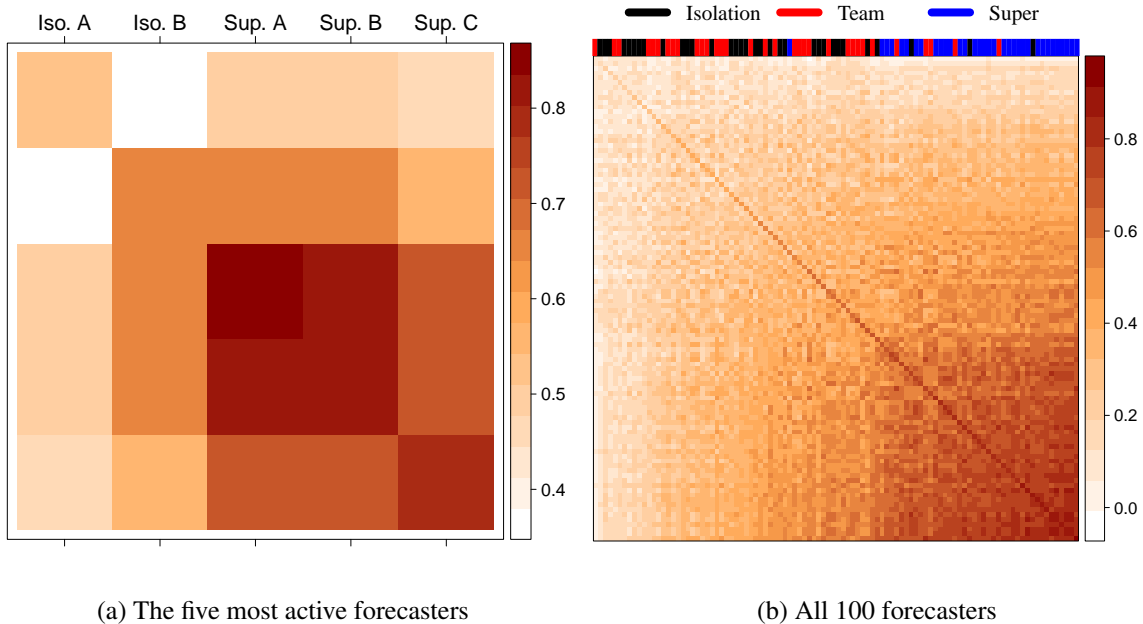 Iso. A Iso. B Sup. A Sup. B Sup. C
0.8
0.7
0.6
0.5
0.4
(a) The five most active forecasters
Isolation Team Super
0.8
0.6
0.4
0.2
0.0
(b) All 100 forecasters